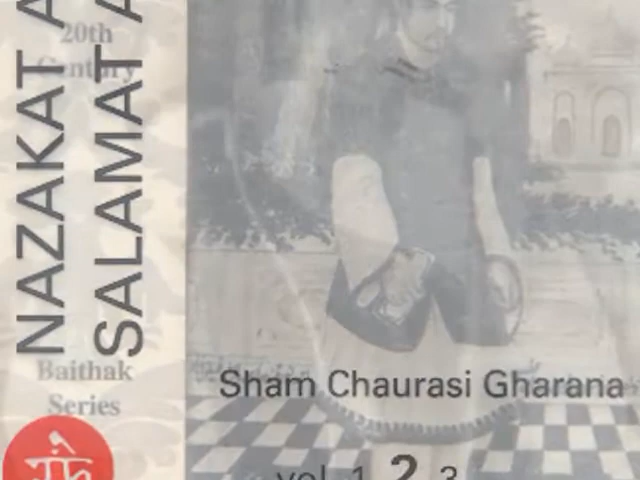 NAZAKAT A
SALAMAT A
20th
Century
Baithak
Series
Sham Chaurasi Gharana
vol. 1 2 3